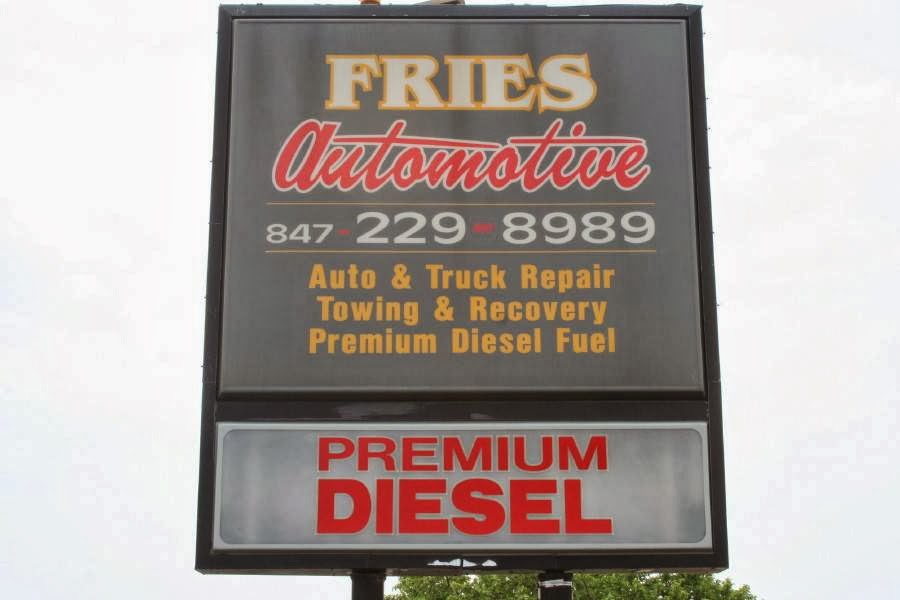 FRIES
Automotive
847-229-8989
Auto & Truck Repair
Towing & Recovery
Premium Diesel Fuel
PREMIUM
DIESEL